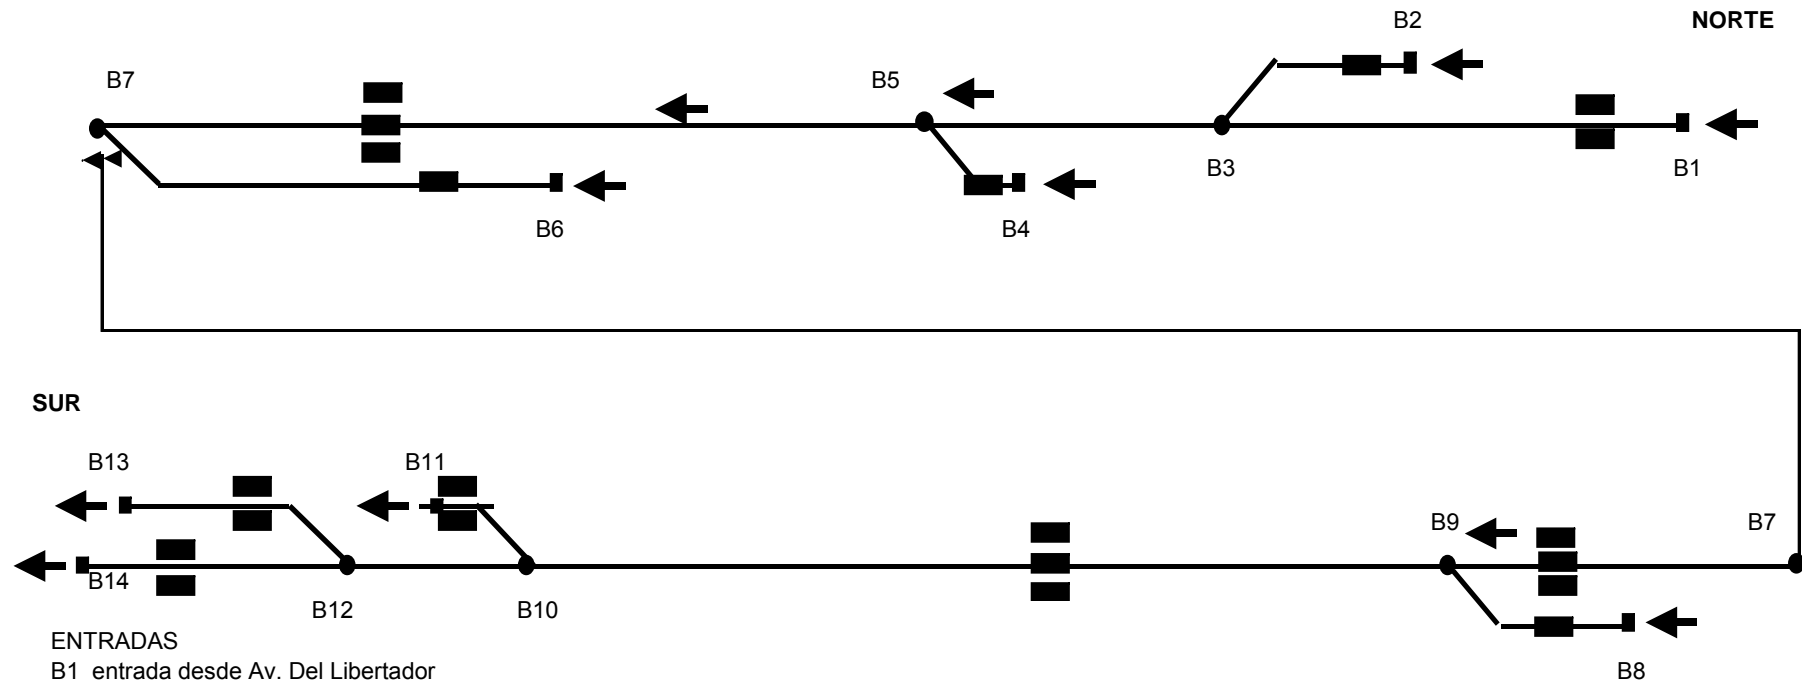 B2
NORTE
B7
B5
B3
B1
B6
B4
SUR
B13
B11
B9
B7
B14
B12
B10
ENTRADAS
B1 entrada desde Av. Del Libertador
B8